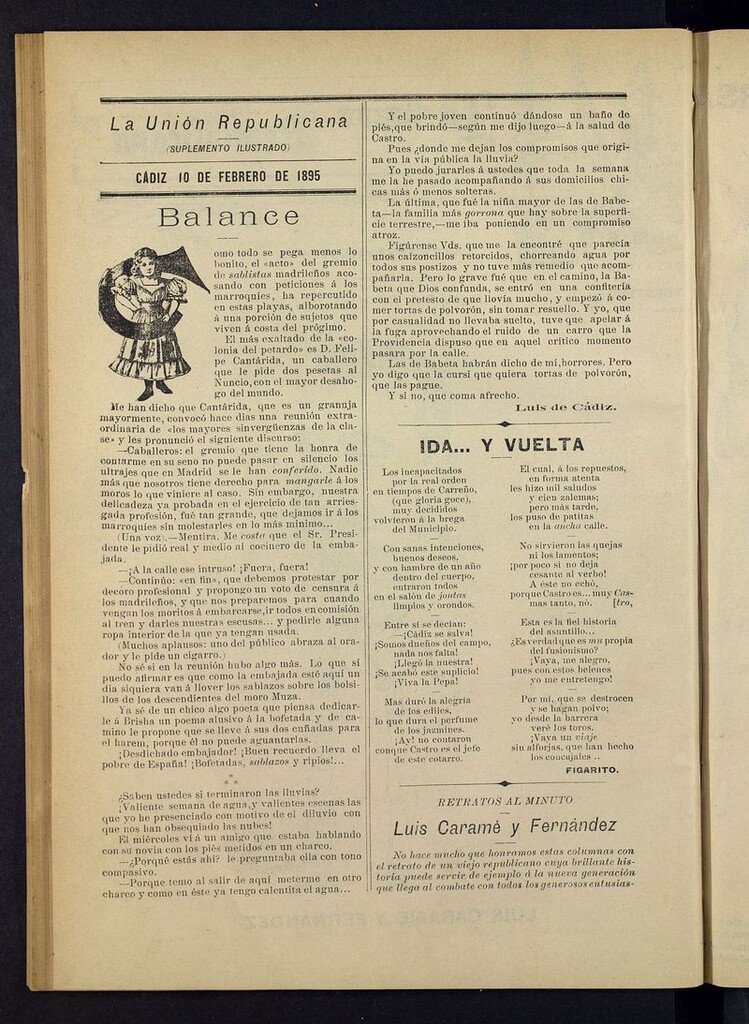 La Unión Republicana
(SUPLEMENTO ILUSTRADO)
CÁDIZ 10 DE FEBRERO DE 1895
Balance
omo todo se pega menos lo
bonito, el «acto» del gremio
de sablistas madrileños aco-
sando con peticiones á los
marroquíes, ha repercutido
en estas playas, alborotando
á una porción de sujetos que
viven á costa del prógimo.
El más exaltado de la «co-
lonia del petardo» es D. Feli-
pe Cantárida, un caballero
que le pide dos pesetas al
Nuncio, con el mayor desaho-
go del mundo.
Me han dicho que Cantárida, que es un granuja
mayormente, convocó hace dias una reunión extra-
ordinaria de «los mayores sinvergüenzas de la cla-
se» y les pronunció el siguiente discurso:
—Caballeros: el gremio que tiene la honra de
contarme en su seno no puede pasar en silencio los
ultrajes que en Madrid se le han conferido. Nadie
más que nosotros tiene derecho para mangarle á los
moros lo que viniere al caso. Sin embargo, nuestra
delicadeza ya probada en el ejercicio de tan arries-
gada profesión, fué tan grande, que dejamos ir á los
marroquíes sin molestarles en lo más mínimo...
(Una voz).—Mentira. Me costa que el Sr. Presi-
dente le pidió real y medio al cocinero de la emba-
jada.
—¡A la calle ese intruso! ¡Fuera, fuera!
—Continúo: «en fin», que debemos protestar por
decoro profesional y propongo un voto de censura á
los madrileños, y que nos preparemos para cuando
vengan los moritos á embarcarse, ir todos en comisión
al tren y darles nuestras escusas... y pedirle alguna
ropa interior de la que ya tengan usada.
(Muchos aplausos: uno del público abraza al ora-
dor y le pide un cigarro.)
No sé si en la reunión hubo algo más. Lo que sí
puedo afirmar es que como la embajada esté aquí un
dia siquiera van á llover los sablazos sobre los bolsi-
llos de los descendientes del moro Muza.
Ya sé de un chico algo poeta que piensa dedicar-
le á Brisha un poema alusivo á la bofetada y de ca-
mino le propone que se lleve á sus dos cuñadas para
el harem, porque él no puede aguantarlas.
¡Desdichado embajador! ¡Buen recuerdo lleva el
pobre de España! ¡Bofetadas, sablazos y ripios!...
¿Saben ustedes si terminaron las lluvias?
¡Valiente semana de agua, y valientes escenas las
que yo he presenciado con motivo de el diluvio con
que nos han obsequiado las nubes!
El miércoles ví á un amigo que estaba hablando
con su novia con los piés metidos en un charco.
—¿Porqué estás ahí? le preguntaba ella con tono
compasivo.
—Porque temo al salir de aquí meterme en otro
charco y como en éste ya tengo calentita el agua...
Y el pobre joven continuó dándose un baño de
piés, que brindó—según me dijo luego—á la salud de
Castro.
Pues ¿donde me dejan los compromisos que origi-
na en la vía pública la lluvia?
Yo puedo jurarles á ustedes que toda la semana
me la he pasado acompañando á sus domicilios chi-
cas más ó menos solteras.
La última, que fué la niña mayor de las de Babe-
ta—la familia más gorrona que hay sobre la superfi-
cie terrestre,—me iba poniendo en un compromiso
atroz.
Figúrense Vds. que me la encontré que parecía
unos calzoncillos retorcidos, chorreando agua por
todos sus postizos y no tuve más remedio que acom-
pañarla. Pero lo grave fué que en el camino, la Ba-
beta que Dios confunda, se entró en una confitería
con el pretesto de que llovía mucho, y empezó á co-
mer tortas de polvorón, sin tomar resuello. Y yo, que
por casualidad no llevaba suelto, tuve que apelar á
la fuga aprovechando el ruido de un carro que la
Providencia dispuso que en aquel crítico momento
pasara por la calle.
Las de Babeta habrán dicho de mí, horrores. Pero
yo digo que la cursi que quiera tortas de polvorón,
que las pague.
Y si no, que coma afrecho.
Luis de Cádiz.
IDA... Y VUELTA
Los incapacitados
por la real orden
en tiempos de Carreño,
(que gloria goce),
muy decididos
volvieron á la brega
del Municipio.
Con sanas intenciones,
buenos deseos,
y con hambre de un año
dentro del cuerpo,
entraron todos
en el salón de juntas
limpios y orondos.
Entre sí se decían:
—¡Cádiz se salva!
¡Somos dueños del campo,
nada nos falta!
¡Llegó la nuestra!
¡Se acabó este suplicio!
¡Viva la Pepa!
Mas duró la alegría
de los ediles,
lo que dura el perfume
de los jazmines.
¡Ay! no contaron
conque Castro es el jefe
de este cotarro.
El cual, á los repuestos,
en forma atenta
les hizo mil saludos
y cien zalemas;
pero más tarde,
los puso de patitas
en la ancha calle.
No sirvieron las quejas
ni los lamentos;
¡por poco si no deja
cesante al verbo!
A éste no echó,
porque Castro es... muy Cas-
mas tanto, nó. [tro,
Esta es la fiel historia
del asuntillo...
¿Es verdad que es mu propia
del fusionismo?
¡Vaya, me alegro,
pues con estos belenes
yo me entretengo!
Por mí, que se destrocen
y se hagan polvo;
yo desde la barrera
veré los toros.
¡Vaya un viaje
sin alforjas, que han hecho
los concajales..
FIGARITO.
RETRATOS AL MINUTO
Luis Caramé y Fernández
No hace mucho que honramos estas columnas con
el retrato de un viejo republicano cuya brillante his-
toria puede servir de ejemplo á la nueva generación
que llega al combate con todos los generosos entusias-